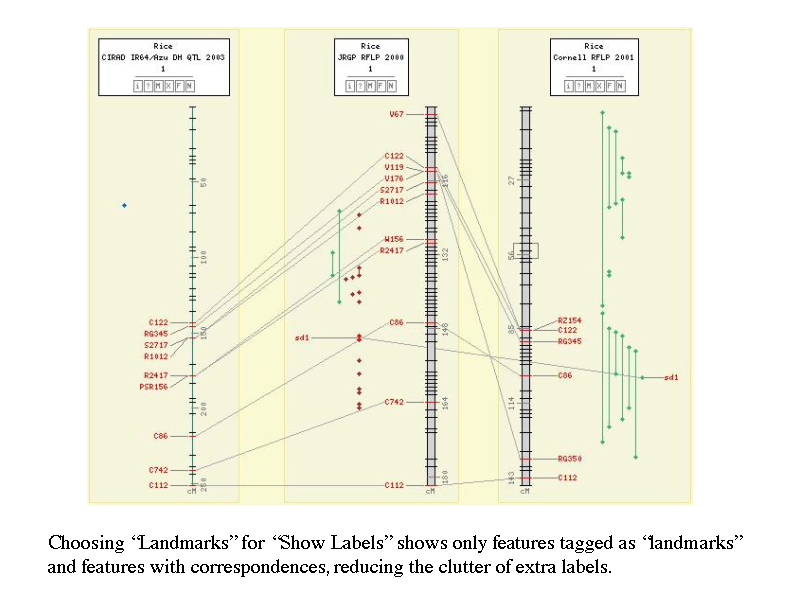 Rice
CIRAD IR64/Azu DH QTL 2003
1
i ? M X F N
Rice
JRGP RFLP 2000
1
i ? M F N
Rice
Cornell RFLP 2001
1
i ? M X F N
50
100
150
200
250
cM
C122
RG345
S2717
R1012
R2417
PSR156
C86
C742
C112
V67
C122
V119
V176
S2717
R1012
W156
R2417
C86
sd1
C742
C112
116
132
148
164
180
cM
27
56
85
114
143
cM
RZ154
C122
RG345
C86
sd1
RG350
C112
Choosing “Landmarks” for “Show Labels” shows only features tagged as “landmarks”
and features with correspondences, reducing the clutter of extra labels.